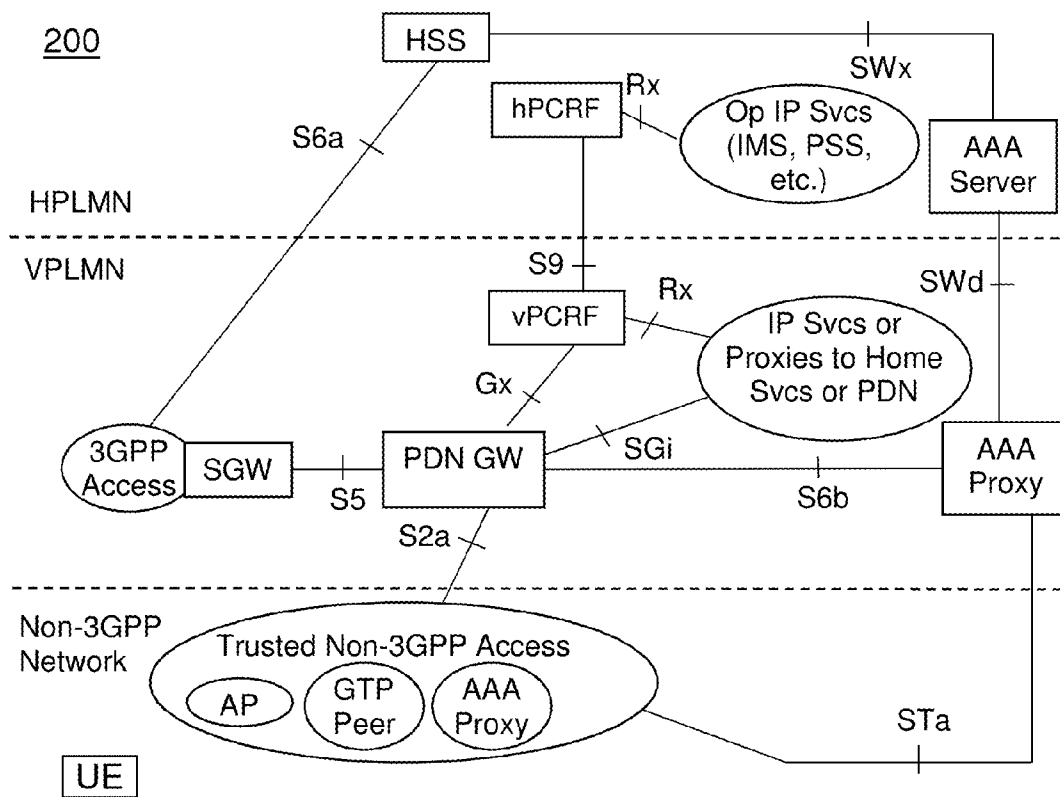 200
HSS
SWx
Rx
hPCRF
Op IP Svcs
(IMS, PSS,
etc.)
AAA
Server
S6a
HPLMN
VPLMN
S9
Rx
SWd
vPCRF
IP Svcs or
Proxies to Home
Svcs or PDN
Gx
3GPP
Access
SGW
S5
PDN GW
SGi
S6b
AAA
Proxy
S2a
Non-3GPP
Network
Trusted Non-3GPP Access
AP
GTP
Peer
AAA
Proxy
STa
UE